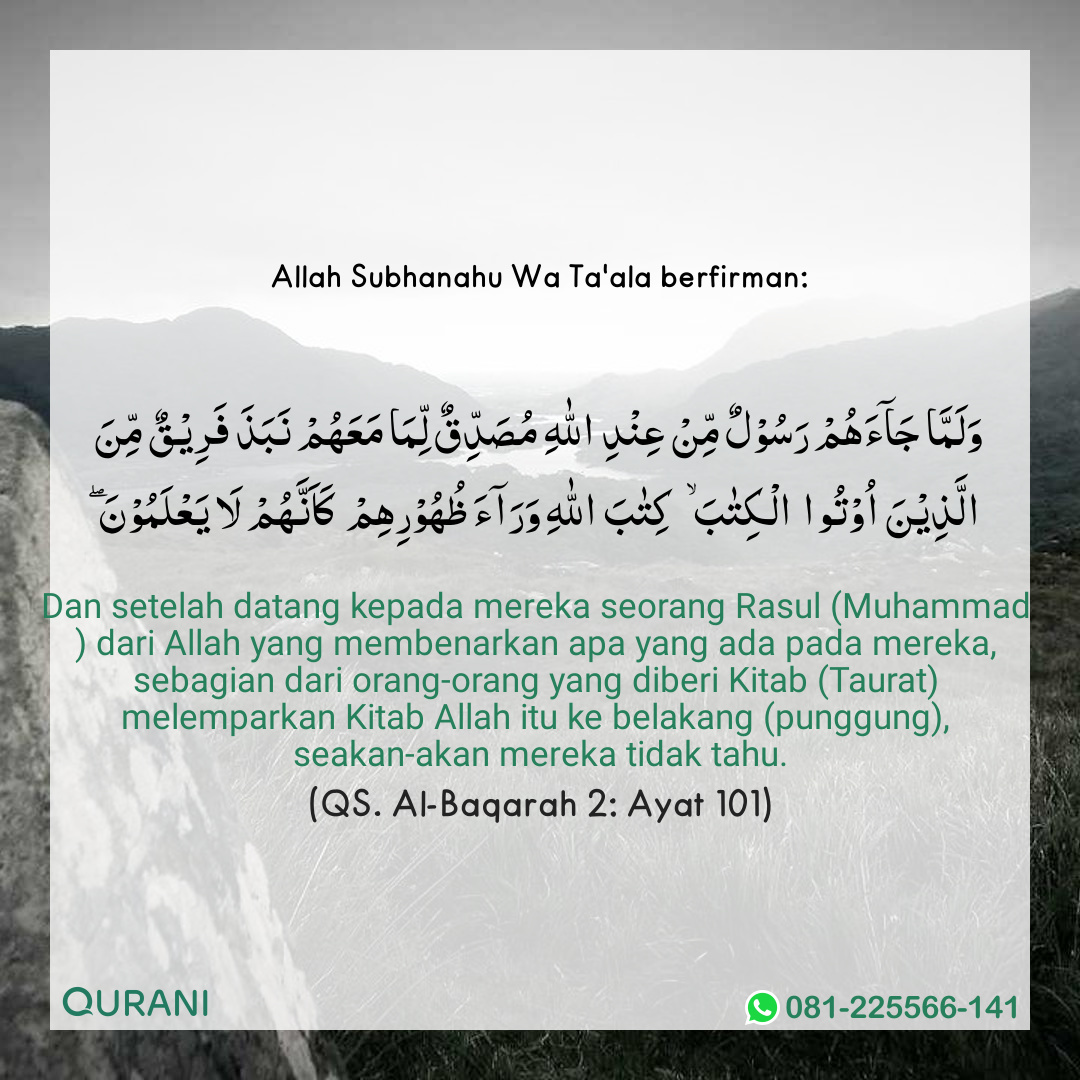 Allah Subhanahu Wa Ta'ala berfirman:
وَلَمَّا جَآءَهُمْ رَسُوْلٌ مِّنْ عِنْدِ اللّٰهِ مُصَدِّقٌ لِّمَا مَعَهُمْ نَبَذَ فَرِيْقٌ مِّنَ
الَّذِيْنَ اُوْتُوا الْكِتٰبَ ۙ كِتٰبَ اللّٰهِ وَرَآءَ ظُهُوْرِهِمْ كَاَنَّهُمْ لَا يَعْلَمُوْنَ ۖ
Dan setelah datang kepada mereka seorang Rasul (Muhammad
) dari Allah yang membenarkan apa yang ada pada mereka,
sebagian dari orang-orang yang diberi Kitab (Taurat)
melemparkan Kitab Allah itu ke belakang (punggung),
seakan-akan mereka tidak tahu.
(QS. Al-Baqarah 2: Ayat 101)
QURANI
081-225566-141